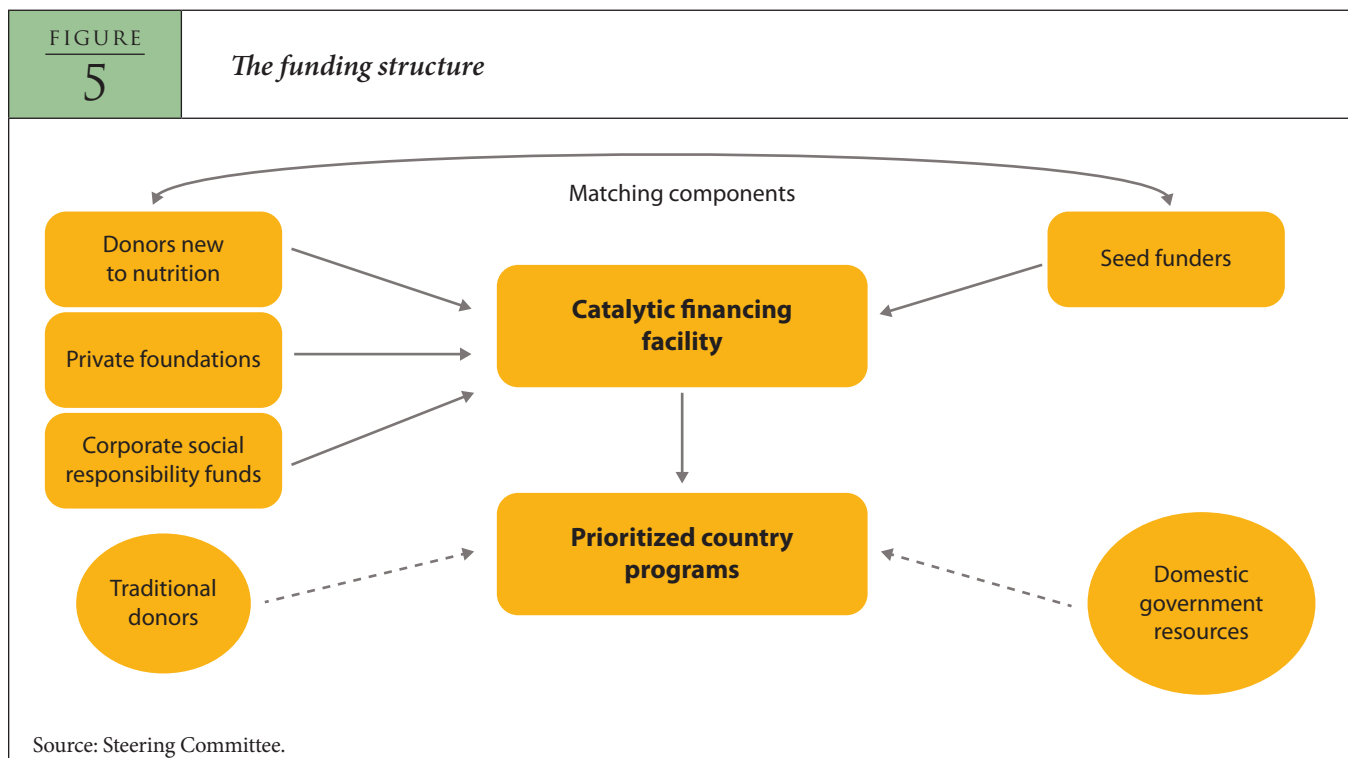 FIGURE
5
The funding structure
Matching components
Donors new
to nutrition
Seed funders
Catalytic financing
facility
Private foundations
Corporate social
responsibility funds
Prioritized country
programs
Traditional
donors
Domestic
government
resources
Source: Steering Committee.